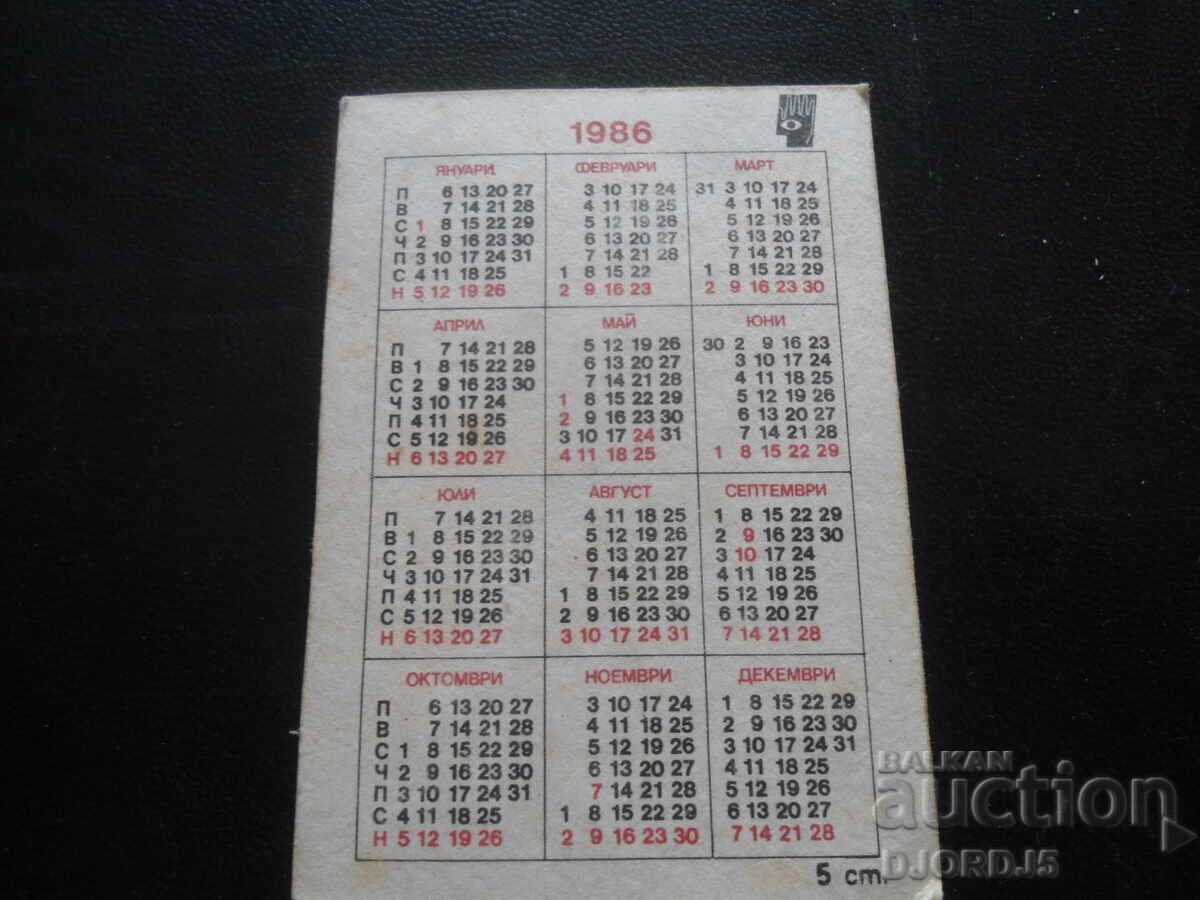 1986
ЯНУАРИ
П 6 13 20 27
В 7 14 21 28
С 1 8 15 22 29
Ч 2 9 16 23 30
П 3 10 17 24 31
С 4 11 18 25
Н 5 12 19 26
ФЕВРУАРИ
3 10 17 24
4 11 18 25
5 12 19 26
6 13 20 27
7 14 21 28
1 8 15 22
2 9 16 23
МАРТ
31 3 10 17 24
4 11 18 25
5 12 19 26
6 13 20 27
7 14 21 28
1 8 15 22 29
2 9 16 23 30
АПРИЛ
П 7 14 21 28
В 1 8 15 22 29
С 2 9 16 23 30
Ч 3 10 17 24
П 4 11 18 25
С 5 12 19 26
Н 6 13 20 27
МАЙ
5 12 19 26
6 13 20 27
7 14 21 28
1 8 15 22 29
2 9 16 23 30
3 10 17 24 31
4 11 18 25
ЮНИ
30 2 9 16 23
3 10 17 24
4 11 18 25
5 12 19 26
6 13 20 27
7 14 21 28
1 8 15 22 29
ЮЛИ
П 7 14 21 28
В 1 8 15 22 29
С 2 9 16 23 30
Ч 3 10 17 24 31
П 4 11 18 25
С 5 12 19 26
Н 6 13 20 27
АВГУСТ
4 11 18 25
5 12 19 26
6 13 20 27
7 14 21 28
1 8 15 22 29
2 9 16 23 30
3 10 17 24 31
СЕПТЕМВРИ
1 8 15 22 29
2 9 16 23 30
3 10 17 24
4 11 18 25
5 12 19 26
6 13 20 27
7 14 21 28
ОКТОМВРИ
П 6 13 20 27
В 7 14 21 28
С 1 8 15 22 29
Ч 2 9 16 23 30
П 3 10 17 24 31
С 4 11 18 25
Н 5 12 19 26
НОЕМВРИ
3 10 17 24
4 11 18 25
5 12 19 26
6 13 20 27
7 14 21 28
1 8 15 22 29
2 9 16 23 30
ДЕКЕМВРИ
1 8 15 22 29
2 9 16 23 30
3 10 17 24 31
4 11 18 25
5 12 19 26
6 13 20 27
7 14 21 28
5 ст.
BALKAN
auction
DJORDJ5